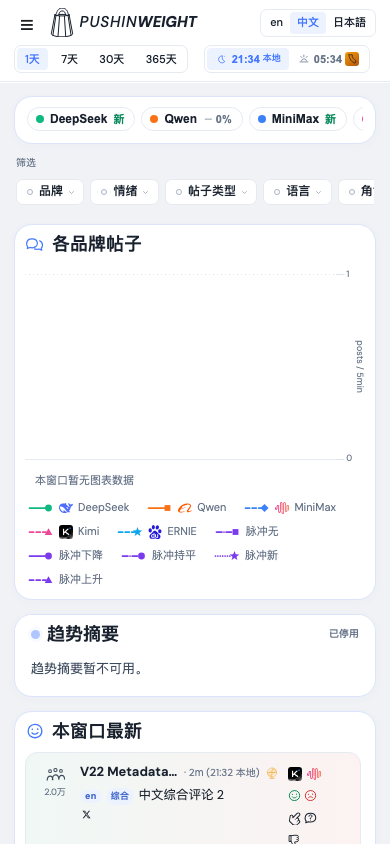 PUSHINWEIGHT
en 中文 日本語
1天 7天 30天 365天
21:34 本地 05:34
DeepSeek 新 Qwen — 0% MiniMax 新
筛选
品牌 情绪 帖子类型 语言
各品牌帖子
1
posts / 5min
0
本窗口暂无图表数据
DeepSeek Qwen MiniMax
Kimi ERNIE 脉冲无
脉冲下降 脉冲持平 脉冲新
脉冲上升
趋势摘要 已停用
趋势摘要暂不可用。
本窗口最新
V22 Metadata... · 2m (21:32 本地)
2.0万 en 综合 中文综合评论 2